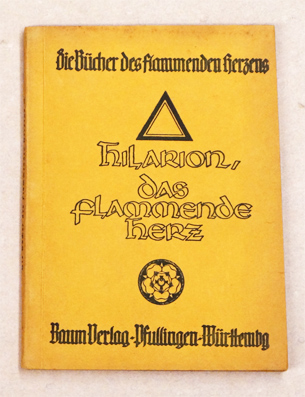 Die Bücher des flammenden Herzens
HILARION,
das
flammende
herz
Baum Verlag-Pfullingen-Württembg